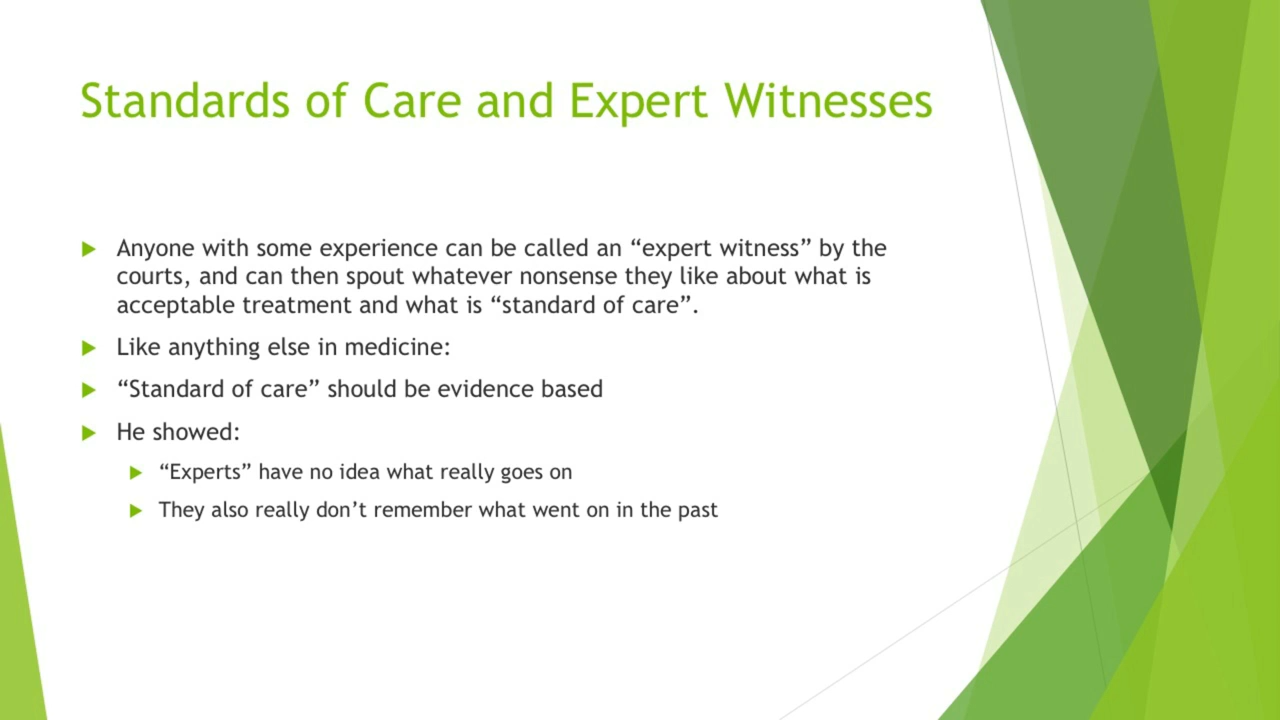 Standards of Care and Expert Witnesses
Anyone with some experience can be called an “expert witness” by the
courts, and can then spout whatever nonsense they like about what is
acceptable treatment and what is “standard of care”.
Like anything else in medicine:
“Standard of care” should be evidence based
He showed:
“Experts” have no idea what really goes on
They also really don’t remember what went on in the past